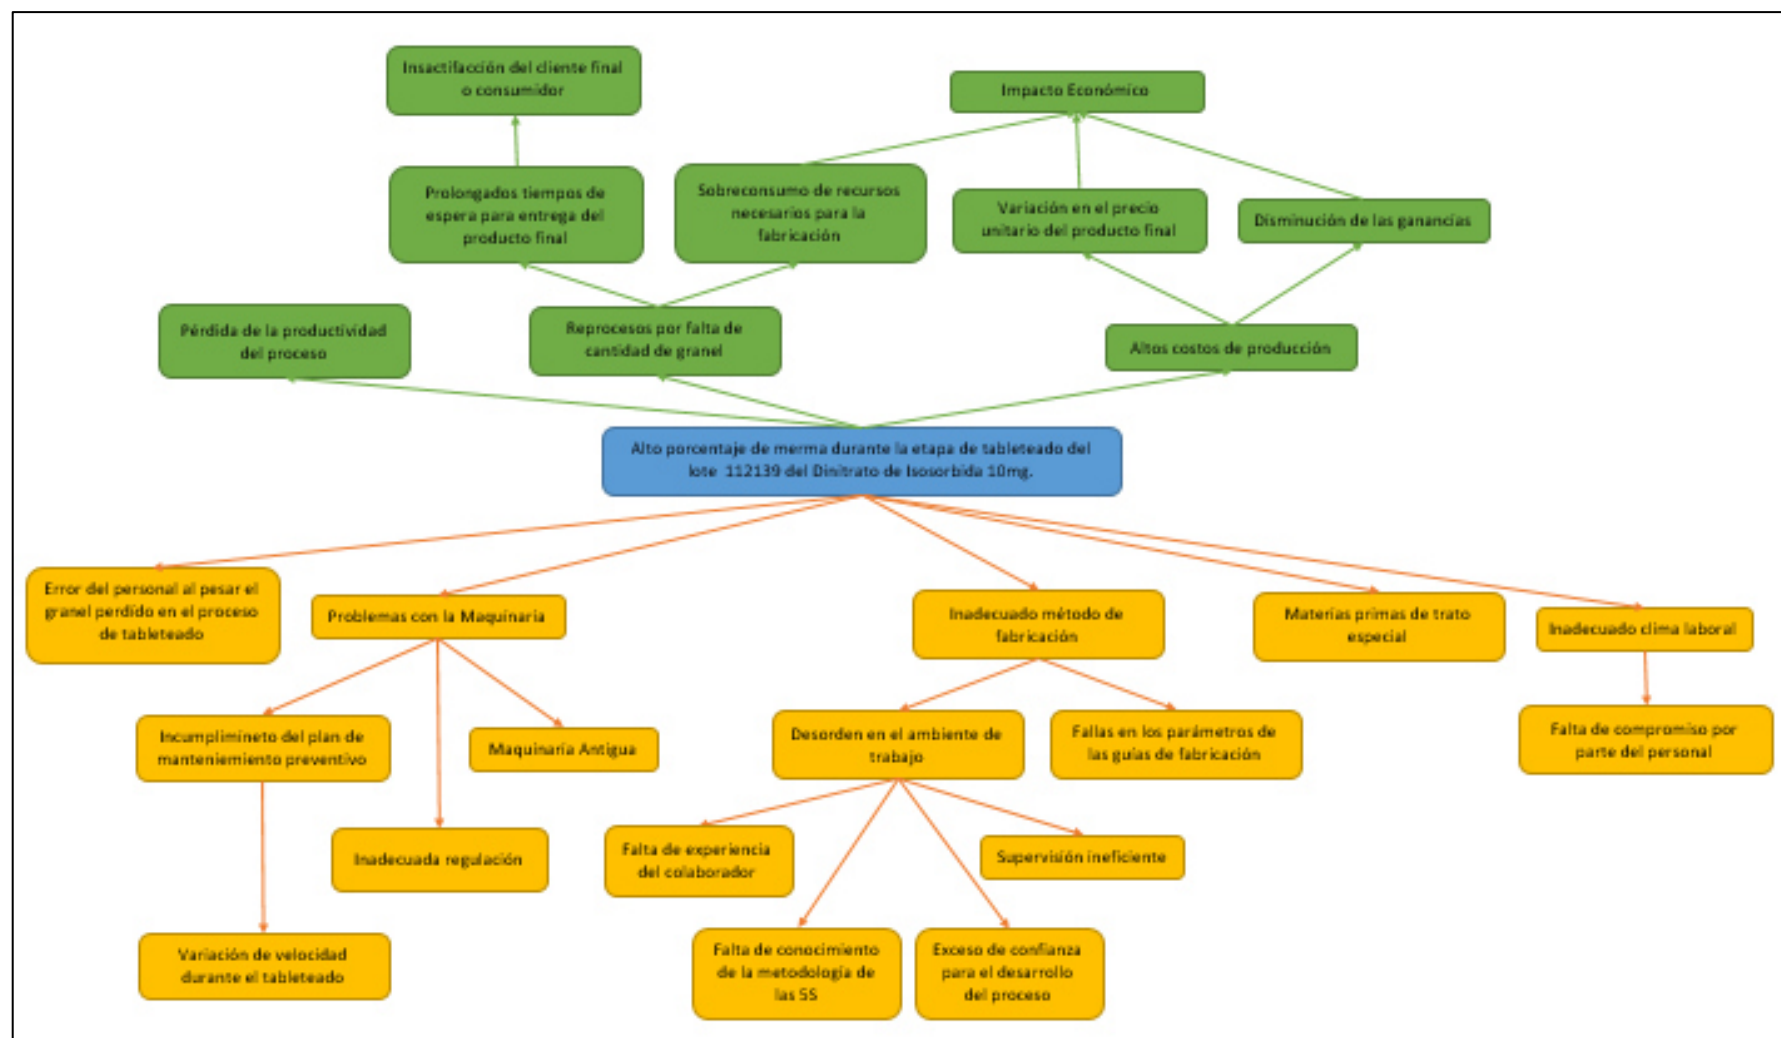 Insactifacción del cliente final
o consumidor
Impacto Económico
Prolongados tiempos de
espera para entrega del
producto final
Sobreconsumo de recursos
necesarios para la
fabricación
Variación en el precio
unitario del producto final
Disminución de las ganancias
Pérdida de la productividad
del proceso
Reprocesos por falta de
cantidad de granel
Altos costos de producción
Alto porcentaje de merma durante la etapa de tableteado del
lote 112139 del Dinitrato de Isosorbida 10mg.
Error del personal al pesar el
granel perdido en el proceso
de tableteado
Problemas con la Maquinaria
Inadecuado método de
fabricación
Materias primas de trato
especial
Inadecuado clima laboral
Incumplimineto del plan de
manteniemiento preventivo
Maquinaria Antigua
Desorden en el ambiente de
trabajo
Fallas en los parámetros de
las guías de fabricación
Falta de compromiso por
parte del personal
Inadecuada regulación
Falta de experiencia
del colaborador
Supervisión ineficiente
Variación de velocidad
durante el tableteado
Falta de conocimiento
de la metodología de
las 5S
Exceso de confianza
para el desarrollo
del proceso